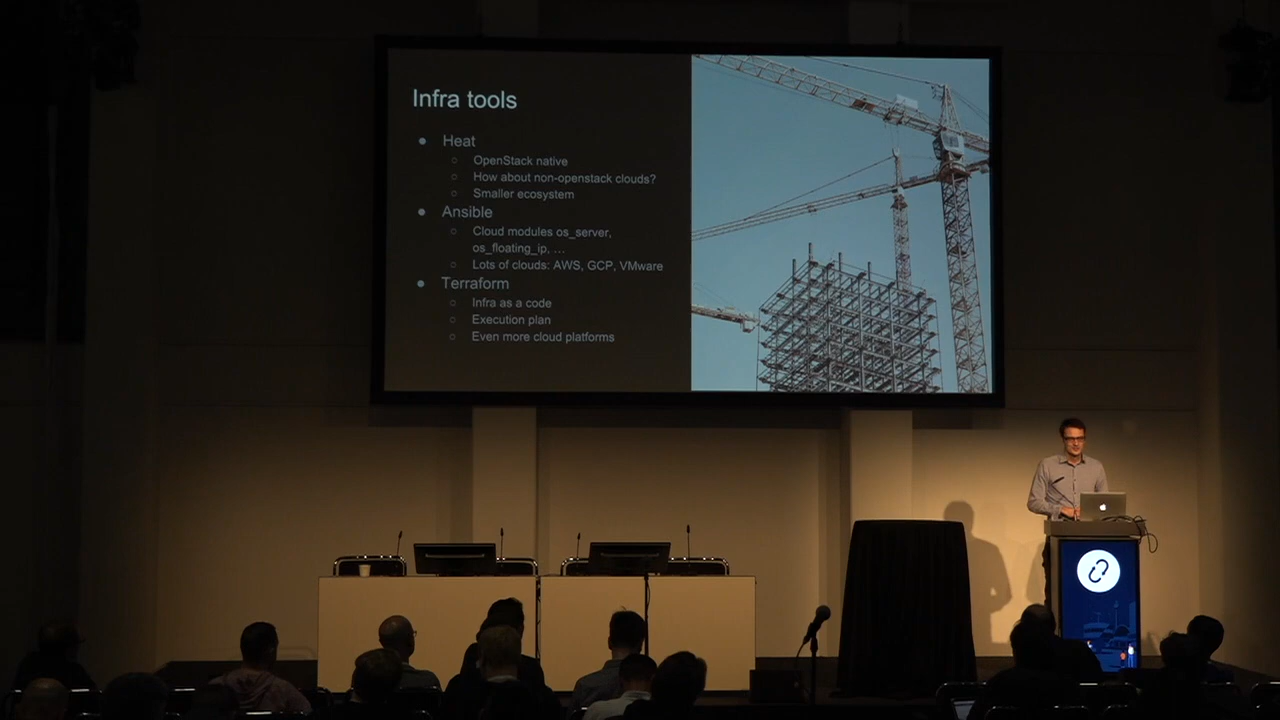 Infra tools
● Heat
○ OpenStack native
○ How about non-openstack clouds?
○ Smaller ecosystem
● Ansible
○ Cloud modules os_server,
os_floating_ip, ...
○ Lots of clouds: AWS, GCP, VMware
● Terraform
○ Infra as a code
○ Execution plan
○ Even more cloud platforms